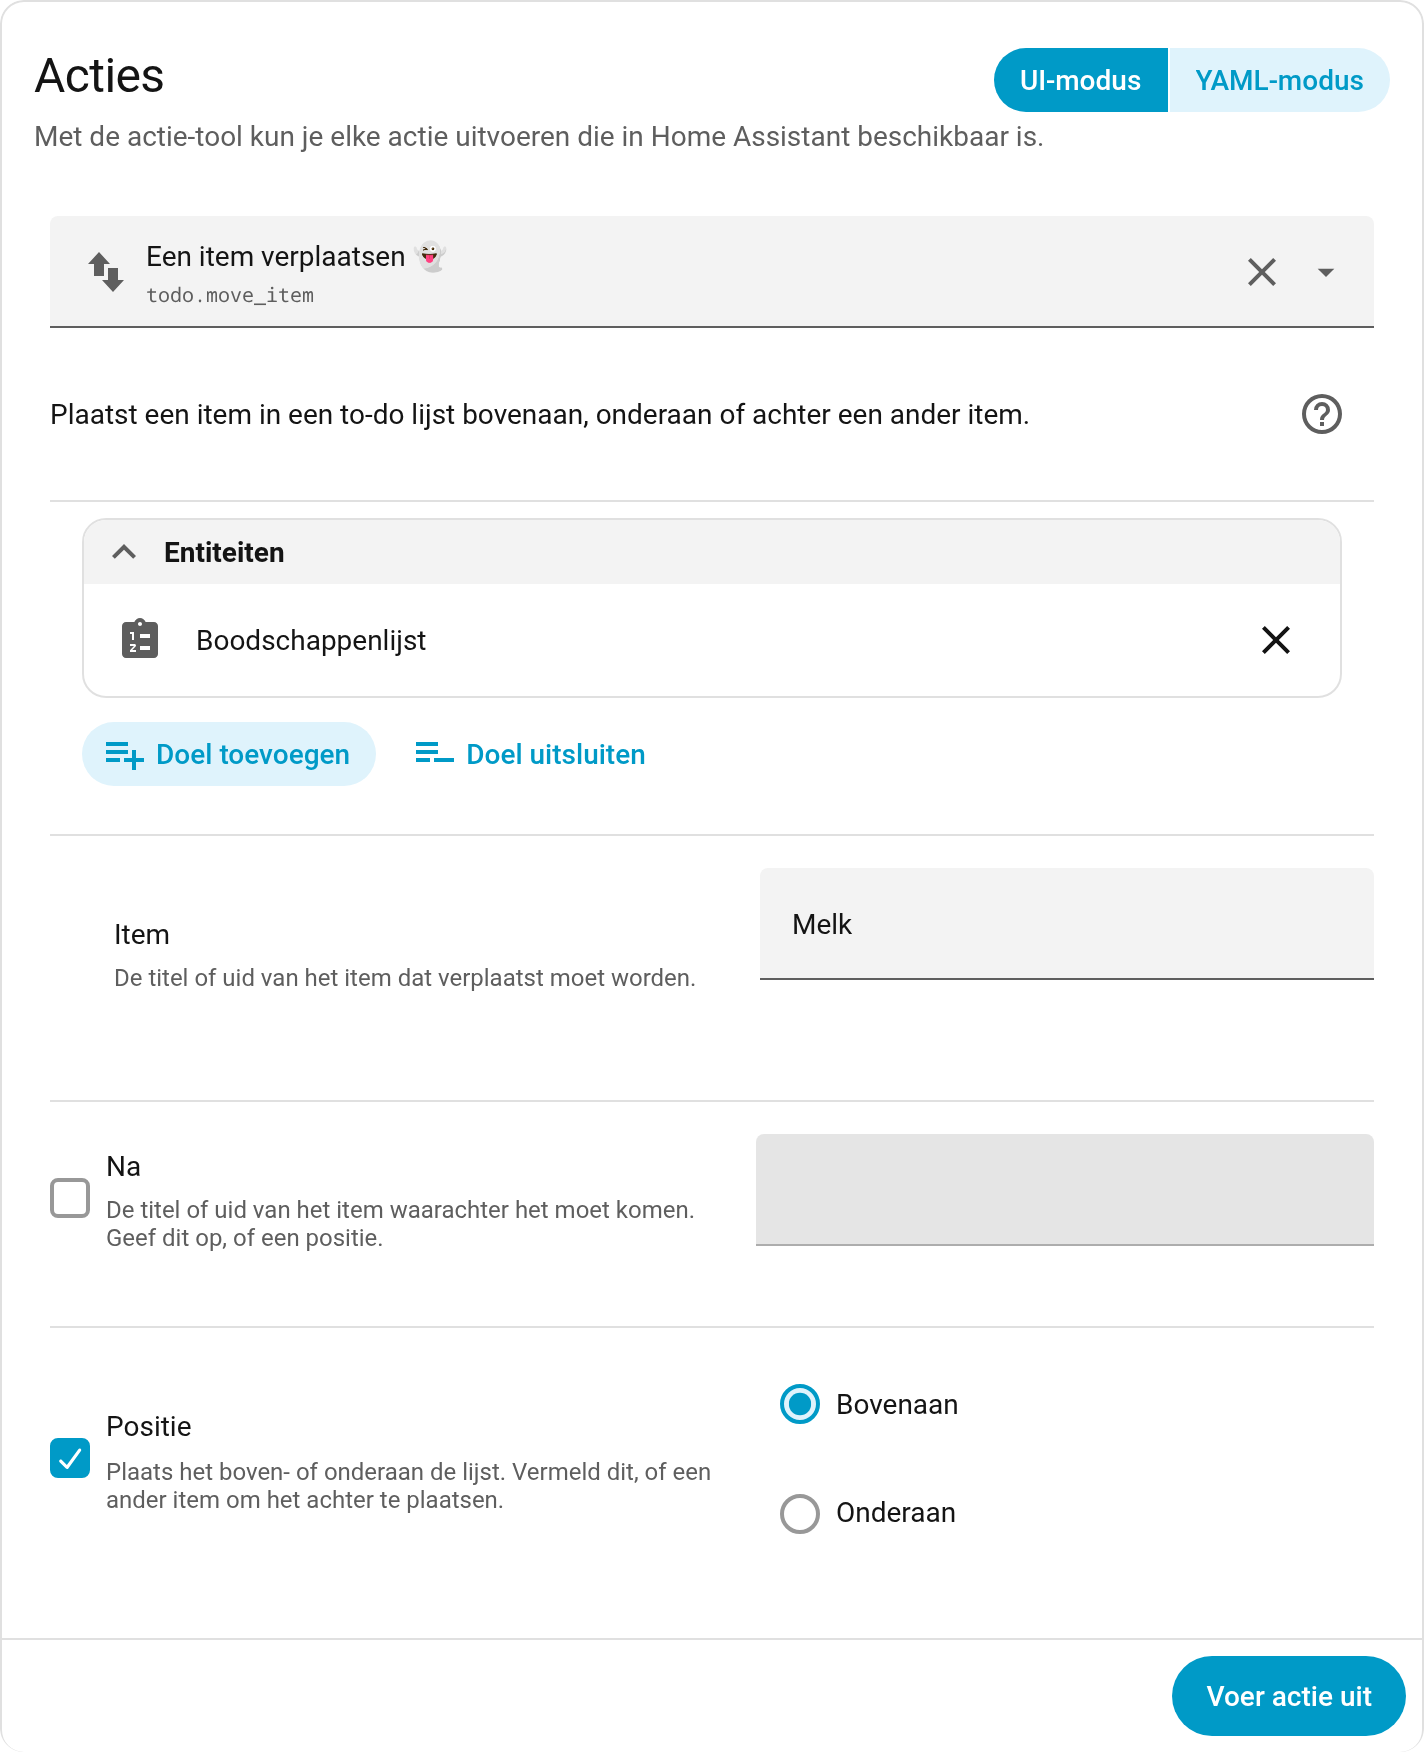 Acties
UI-modus
YAML-modus
Met de actie-tool kun je elke actie uitvoeren die in Home Assistant beschikbaar is.
Een item verplaatsen 👻
todo.move_item
Plaatst een item in een to-do lijst bovenaan, onderaan of achter een ander item.
Entiteiten
Boodschappenlijst
Doel toevoegen
Doel uitsluiten
Item
De titel of uid van het item dat verplaatst moet worden.
Melk
Na
De titel of uid van het item waarachter het moet komen.
Geef dit op, of een positie.
Positie
Plaats het boven- of onderaan de lijst. Vermeld dit, of een
ander item om het achter te plaatsen.
Bovenaan
Onderaan
Voer actie uit